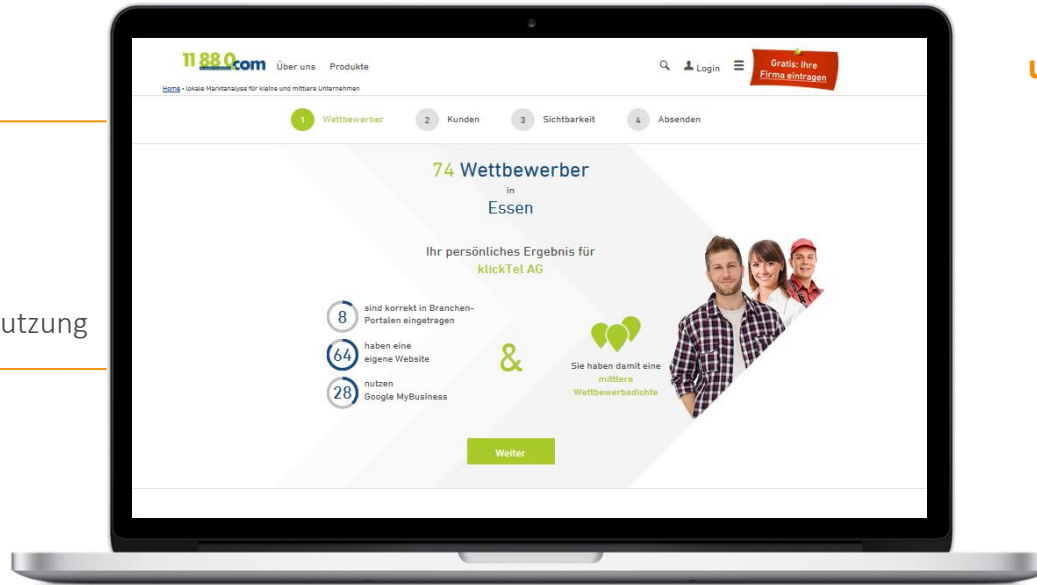 11 88 0.com Über uns Produkte Login Gratis: Ihre
Firma eintragen
Home - lokale Marktanalyse für kleine und mittlere Unternehmen
1 Wettbewerber 2 Kunden 3 Sichtbarkeit 4 Absenden
74 Wettbewerber
in
Essen
Ihr persönliches Ergebnis für
klickTel AG
8 sind korrekt in Branchen-
Portalen eingetragen
64 haben eine
eigene Website
28 nutzen
Google MyBusiness
&
Sie haben damit eine
mittlere
Wettbewerbsdichte
Weiter
utzung
u